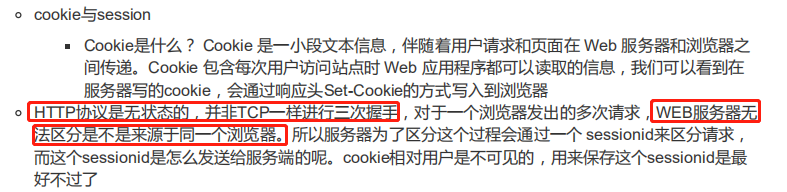 cookie与session
Cookie是什么？ Cookie 是一小段文本信息，伴随着用户请求和页面在 Web 服务器和浏览器之
间传递。Cookie 包含每次用户访问站点时 Web 应用程序都可以读取的信息，我们可以看到在
服务器写的cookie，会通过响应头Set-Cookie的方式写入到浏览器
HTTP协议是无状态的，并非TCP一样进行三次握手，对于一个浏览器发出的多次请求，WEB服务器无
法区分是不是来源于同一个浏览器。所以服务器为了区分这个过程会通过一个 sessionid来区分请求，
而这个sessionid是怎么发送给服务端的呢。cookie相对用户是不可见的，用来保存这个sessionid是最
好不过了